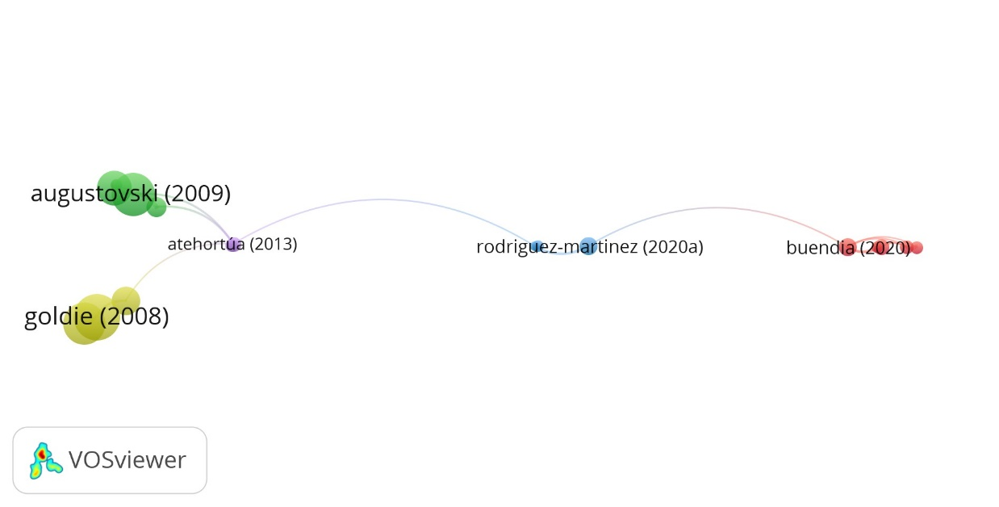 augustovski (2009)
atehortúa (2013)
rodriguez-martinez (2020a)
buendia (2020)
goldie (2008)
VOSviewer